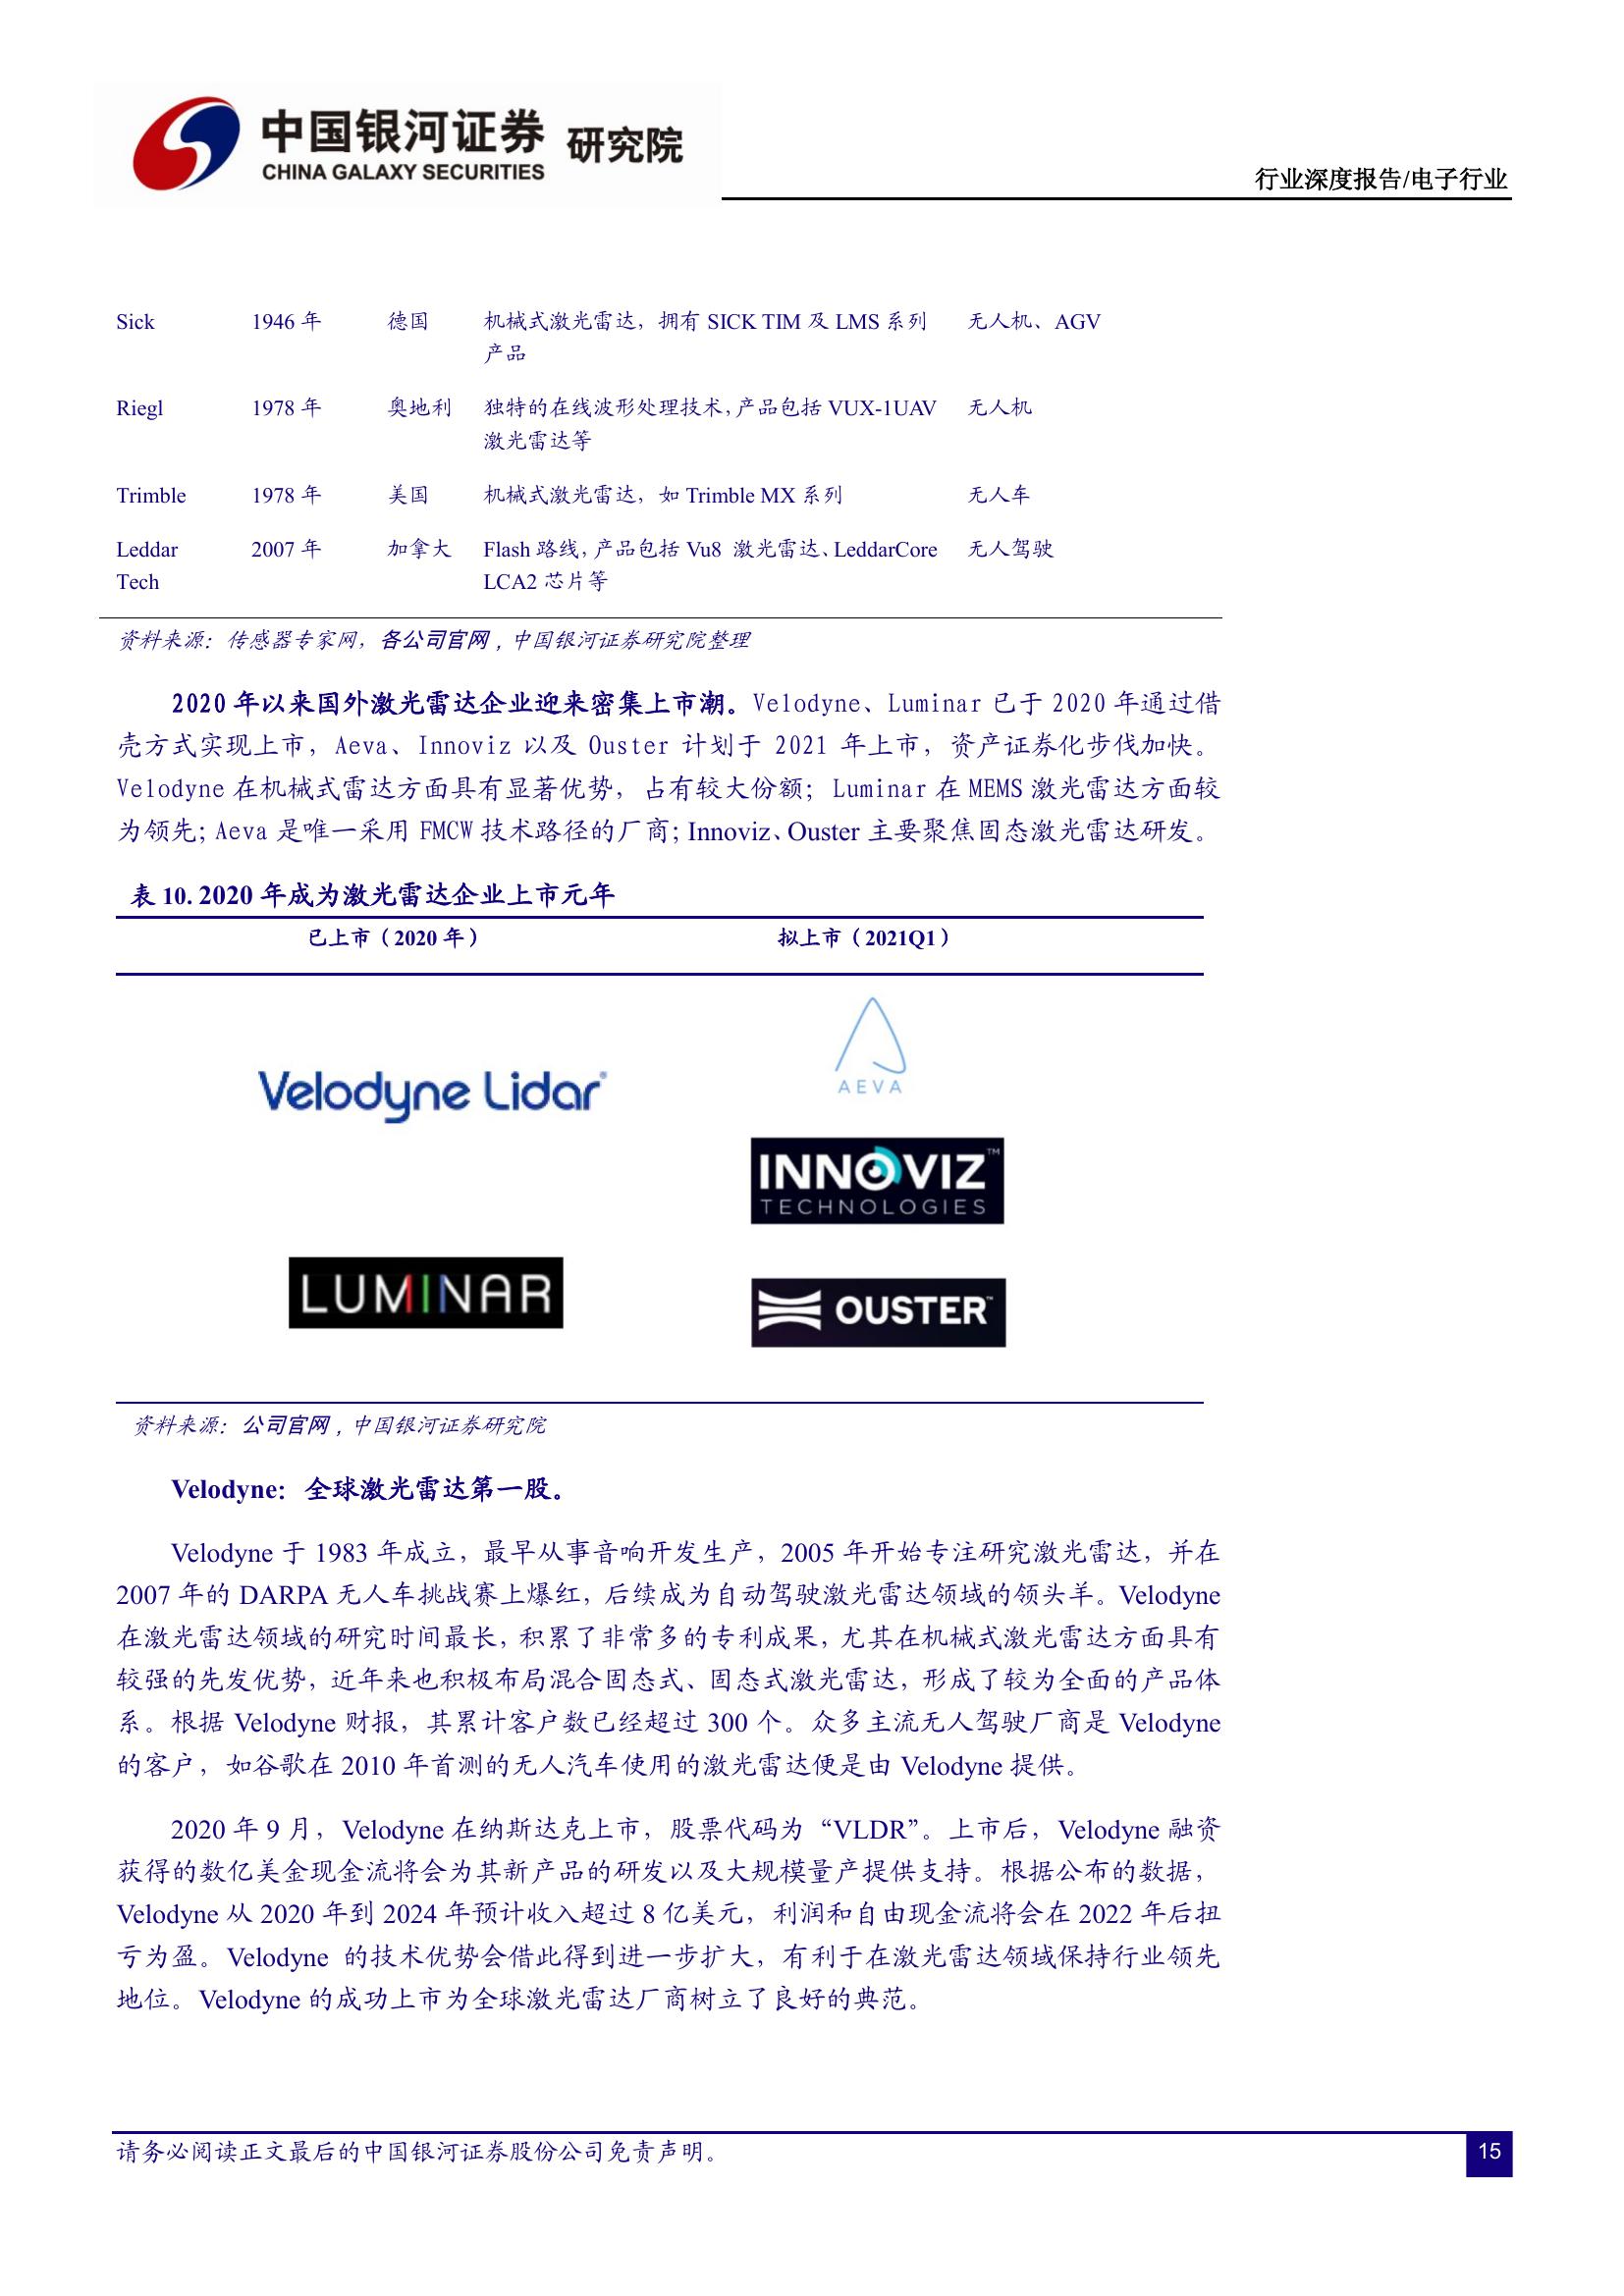 中国银河证券 研究院
CHINA GALAXY SECURITIES
行业深度报告/电子行业
Sick 1946 年 德国 机械式激光雷达，拥有 SICK TIM 及 LMS 系列 无人机、AGV
产品
Riegl 1978 年 奥地利 独特的在线波形处理技术，产品包括 VUX-1UAV 无人机
激光雷达等
Trimble 1978 年 美国 机械式激光雷达，如 Trimble MX 系列 无人车
Leddar 2007 年 加拿大 Flash 路线，产品包括 Vu8 激光雷达、LeddarCore 无人驾驶
Tech LCA2 芯片等
资料来源：传感器专家网，各公司官网，中国银河证券研究院整理
2020 年以来国外激光雷达企业迎来密集上市潮。Velodyne、Luminar 已于 2020 年通过借
壳方式实现上市，Aeva、Innoviz 以及 Ouster 计划于 2021 年上市，资产证券化步伐加快。
Velodyne 在机械式雷达方面具有显著优势，占有较大份额；Luminar 在 MEMS 激光雷达方面较
为领先；Aeva 是唯一采用 FMCW 技术路径的厂商；Innoviz、Ouster 主要聚焦固态激光雷达研发。
表 10. 2020 年成为激光雷达企业上市元年
已上市（2020 年） 拟上市（2021Q1）
AEVA
Velodyne Lidar®
INNOVIZ™
TECHNOLOGIES
LUMINAR
OUSTER™
资料来源：公司官网，中国银河证券研究院
Velodyne：全球激光雷达第一股。
Velodyne 于 1983 年成立，最早从事音响开发生产，2005 年开始专注研究激光雷达，并在
2007 年的 DARPA 无人车挑战赛上爆红，后续成为自动驾驶激光雷达领域的领头羊。Velodyne
在激光雷达领域的研究时间最长，积累了非常多的专利成果，尤其在机械式激光雷达方面具有
较强的先发优势，近年来也积极布局混合固态式、固态式激光雷达，形成了较为全面的产品体
系。根据 Velodyne 财报，其累计客户数已经超过 300 个。众多主流无人驾驶厂商是 Velodyne
的客户，如谷歌在 2010 年首测的无人汽车使用的激光雷达便是由 Velodyne 提供。
2020 年 9 月，Velodyne 在纳斯达克上市，股票代码为“VLDR”。上市后，Velodyne 融资
获得的数亿美金现金流将会为其新产品的研发以及大规模量产提供支持。根据公布的数据，
Velodyne 从 2020 年到 2024 年预计收入超过 8 亿美元，利润和自由现金流将会在 2022 年后扭
亏为盈。Velodyne 的技术优势会借此得到进一步扩大，有利于在激光雷达领域保持行业领先
地位。Velodyne 的成功上市为全球激光雷达厂商树立了良好的典范。
请务必阅读正文最后的中国银河证券股份公司免责声明。
15